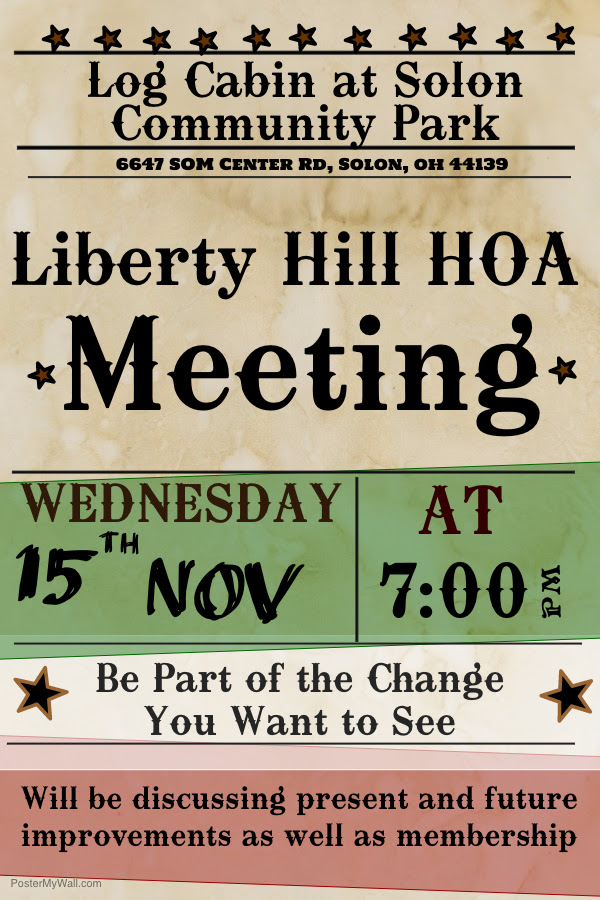 Log Cabin at Solon
Community Park
6647 SOM Center Rd, Solon, OH 44139
Liberty Hill HOA
Meeting
WEDNESDAY
15TH NOV
AT
7:00 PM
Be Part of the Change
You Want to See
Will be discussing present and future
improvements as well as membership
PosterMyWall.com